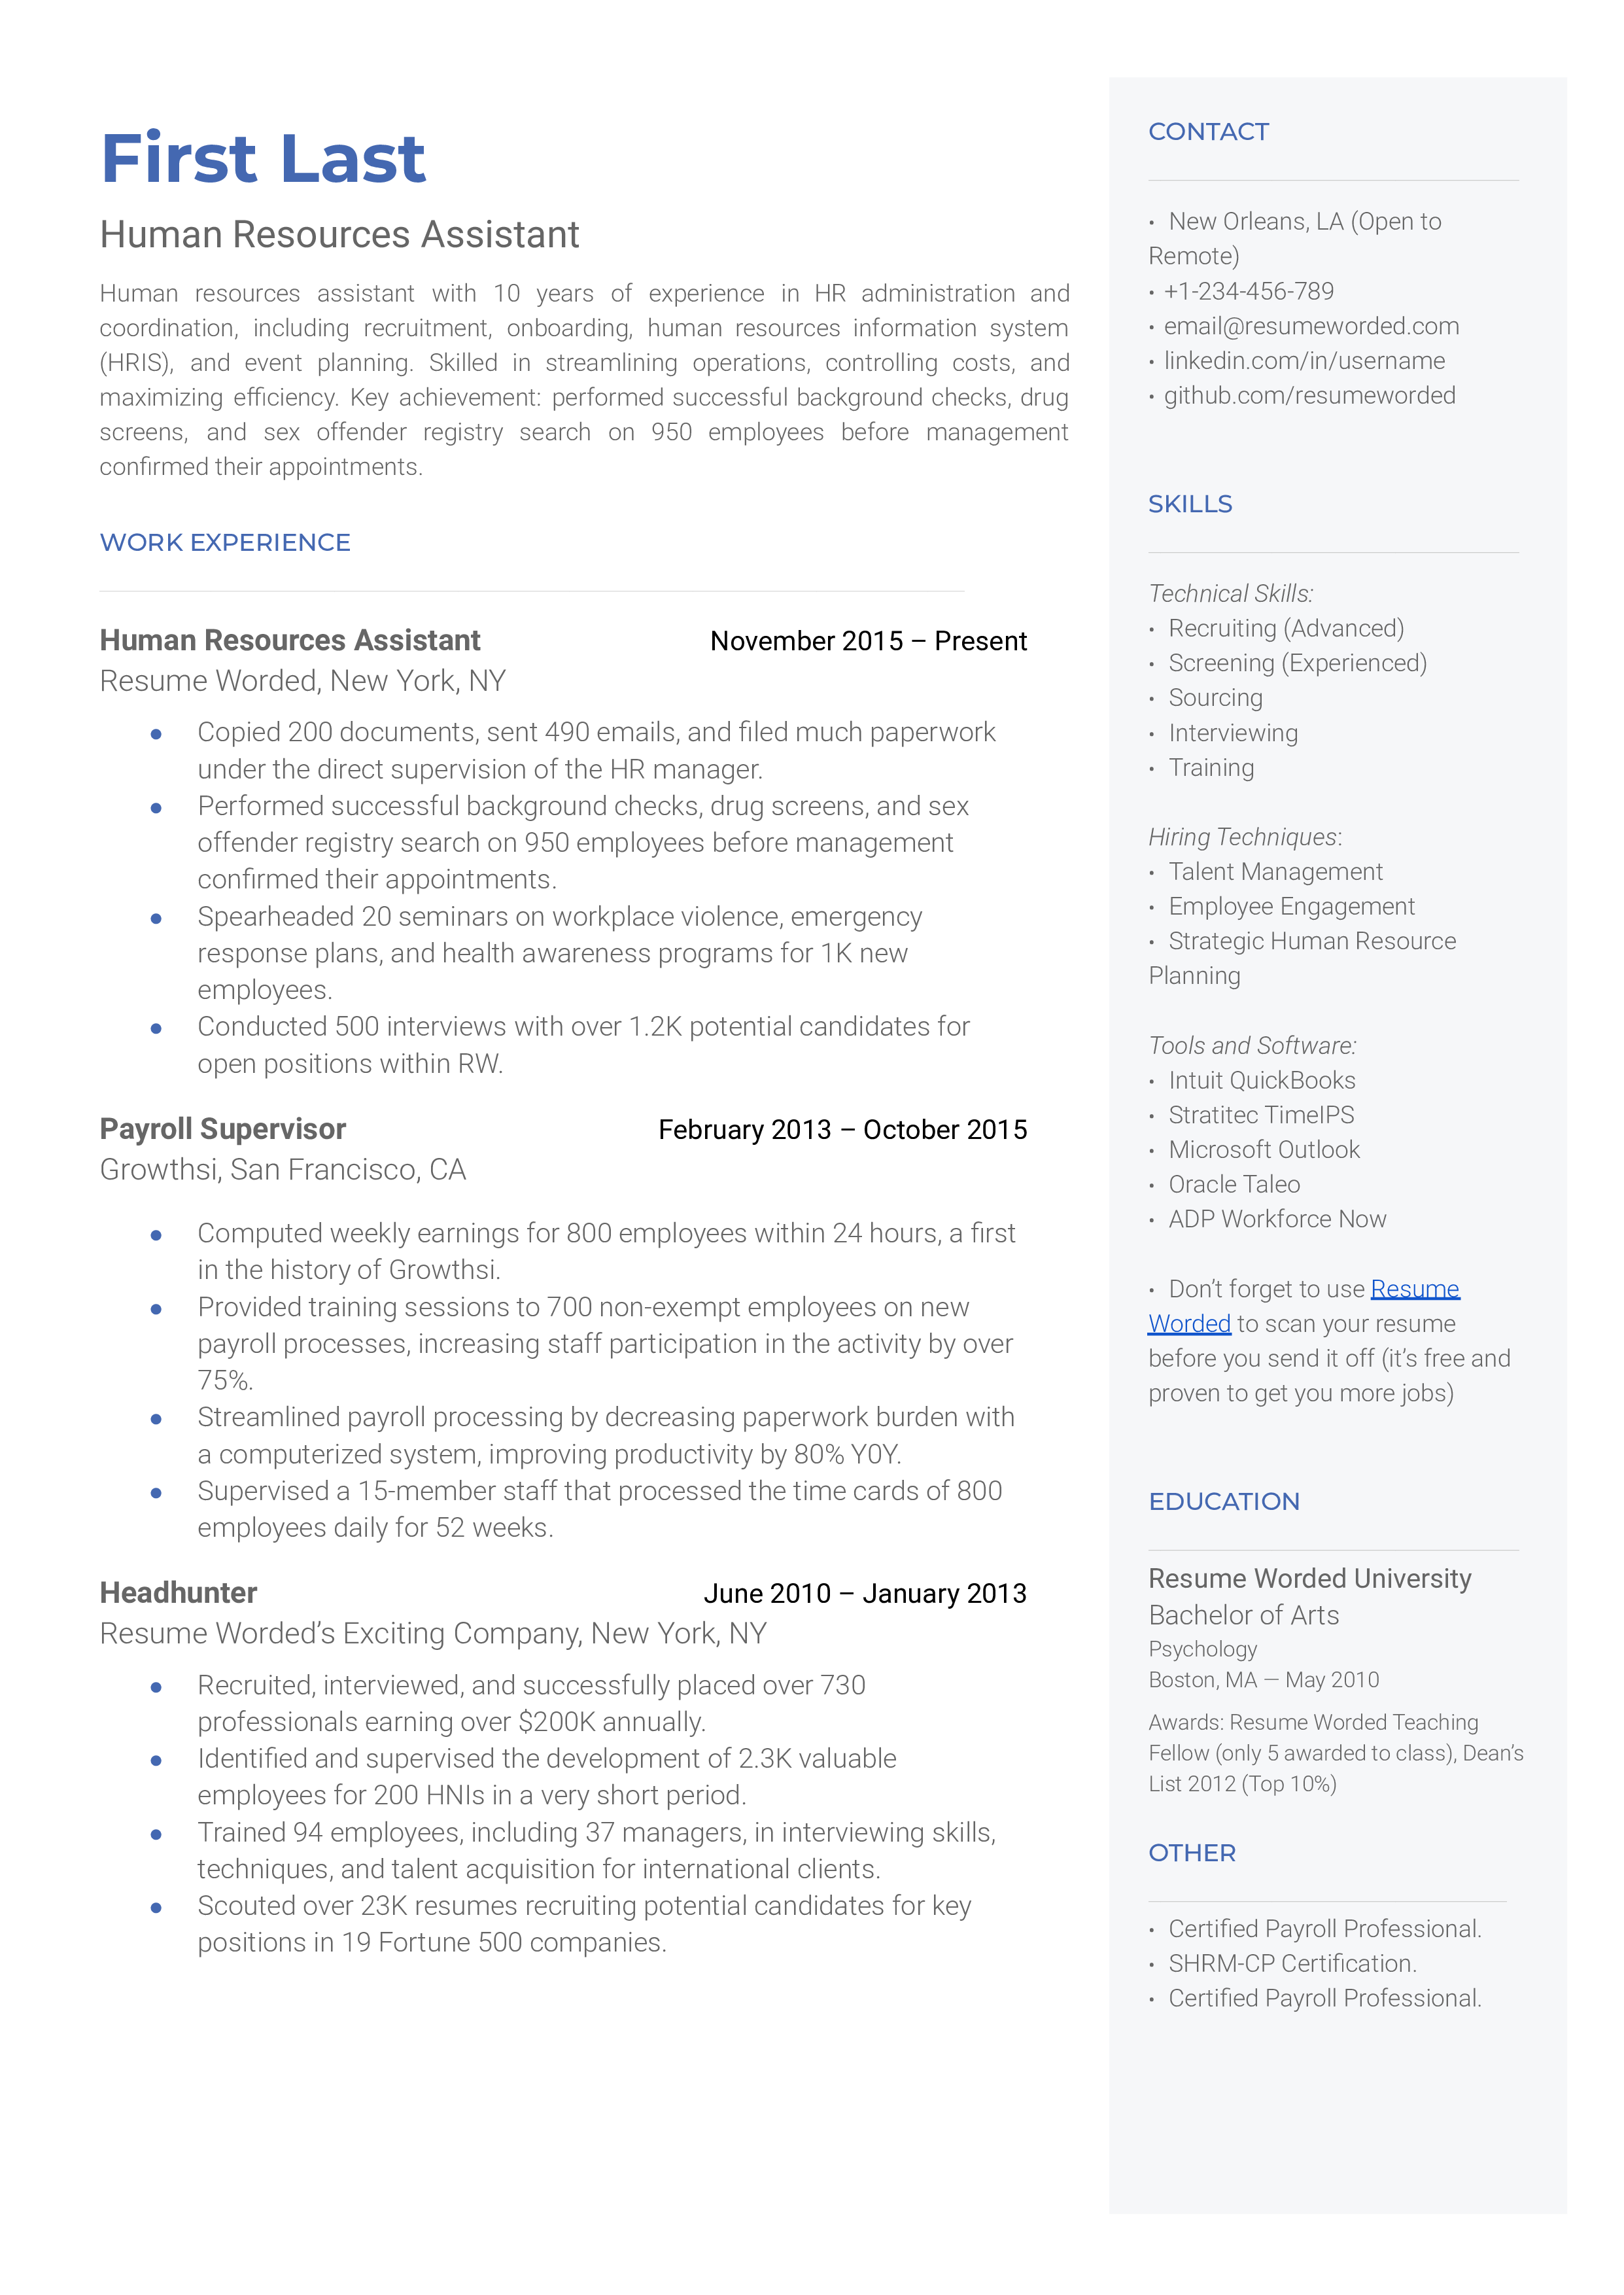 First Last
Human Resources Assistant
Human resources assistant with 10 years of experience in HR administration and
coordination, including recruitment, onboarding, human resources information system
(HRIS), and event planning. Skilled in streamlining operations, controlling costs, and
maximizing efficiency. Key achievement: performed successful background checks, drug
screens, and sex offender registry search on 950 employees before management
confirmed their appointments.
WORK EXPERIENCE
Human Resources Assistant November 2015 – Present
Resume Worded, New York, NY
● Copied 200 documents, sent 490 emails, and filed much paperwork
under the direct supervision of the HR manager.
● Performed successful background checks, drug screens, and sex
offender registry search on 950 employees before management
confirmed their appointments.
● Spearheaded 20 seminars on workplace violence, emergency
response plans, and health awareness programs for 1K new
employees.
● Conducted 500 interviews with over 1.2K potential candidates for
open positions within RW.
Payroll Supervisor February 2013 – October 2015
Growthsi, San Francisco, CA
● Computed weekly earnings for 800 employees within 24 hours, a first
in the history of Growthsi.
● Provided training sessions to 700 non-exempt employees on new
payroll processes, increasing staff participation in the activity by over
75%.
● Streamlined payroll processing by decreasing paperwork burden with
a computerized system, improving productivity by 80% Y0Y.
● Supervised a 15-member staff that processed the time cards of 800
employees daily for 52 weeks.
Headhunter June 2010 – January 2013
Resume Worded’s Exciting Company, New York, NY
● Recruited, interviewed, and successfully placed over 730
professionals earning over $200K annually.
● Identified and supervised the development of 2.3K valuable
employees for 200 HNIs in a very short period.
● Trained 94 employees, including 37 managers, in interviewing skills,
techniques, and talent acquisition for international clients.
● Scouted over 23K resumes recruiting potential candidates for key
positions in 19 Fortune 500 companies.
CONTACT
• New Orleans, LA (Open to
Remote)
• +1-234-456-789
• email@resumeworded.com
• linkedin.com/in/username
• github.com/resumeworded
SKILLS
Technical Skills:
• Recruiting (Advanced)
• Screening (Experienced)
• Sourcing
• Interviewing
• Training
Hiring Techniques:
• Talent Management
• Employee Engagement
• Strategic Human Resource
Planning
Tools and Software:
• Intuit QuickBooks
• Stratitec TimeIPS
• Microsoft Outlook
• Oracle Taleo
• ADP Workforce Now
• Don’t forget to use Resume
Worded to scan your resume
before you send it off (it’s free and
proven to get you more jobs)
EDUCATION
Resume Worded University
Bachelor of Arts
Psychology
Boston, MA — May 2010
Awards: Resume Worded Teaching
Fellow (only 5 awarded to class), Dean’s
List 2012 (Top 10%)
OTHER
• Certified Payroll Professional.
• SHRM-CP Certification.
• Certified Payroll Professional.